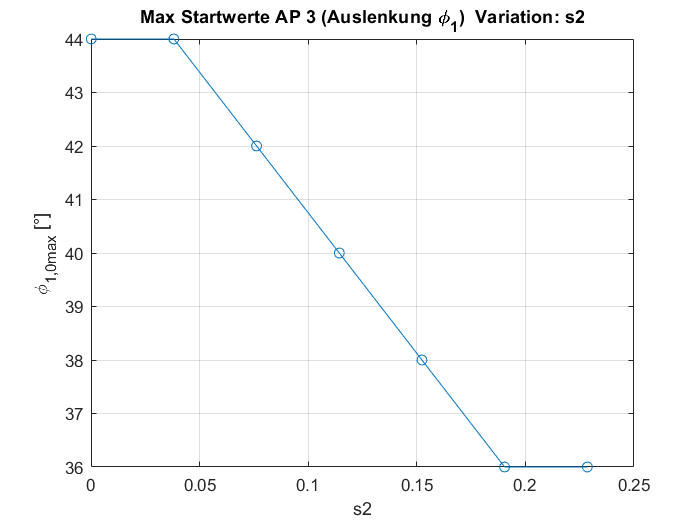 Max Startwerte AP 3 (Auslenkung ϕ₁) Variation: s2
44
43
42
41
40
39
38
37
36
ϕ₁,₀ₘₐₓ [°]
0 0.05 0.1 0.15 0.2 0.25
s2